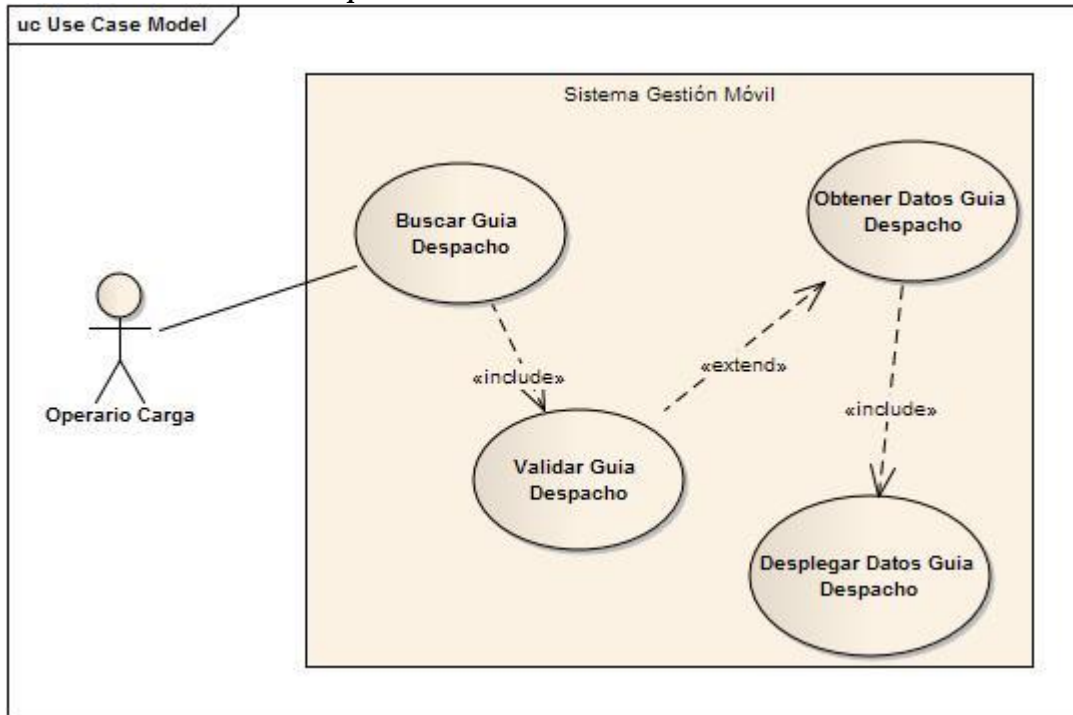 uc Use Case Model
Sistema Gestión Móvil
Buscar Guia
Despacho
Obtener Datos Guia
Despacho
Operario Carga
«include»
«extend»
«include»
Validar Guia
Despacho
Desplegar Datos Guia
Despacho